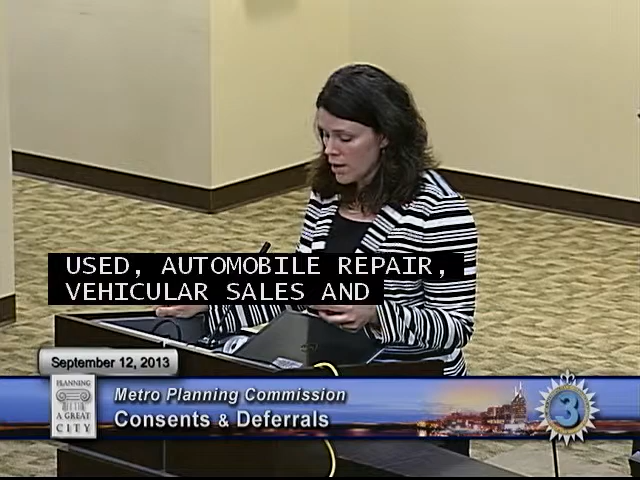 USED, AUTOMOBILE REPAIR,
VEHICULAR SALES AND
September 12, 2013
PLANNING
A GREAT
CITY
Metro Planning Commission
Consents & Deferrals
3